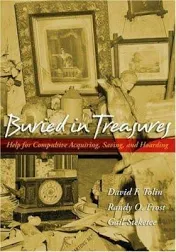 Buried in Treasures
Help for Compulsive Acquiring, Saving, and Hoarding
David F. Tolin
Randy O. Frost
Gail Steketee